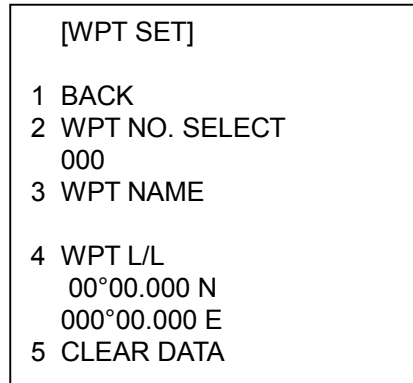 [WPT SET]
1 BACK
2 WPT NO. SELECT
000
3 WPT NAME
4 WPT L/L
00°00.000 N
000°00.000 E
5 CLEAR DATA